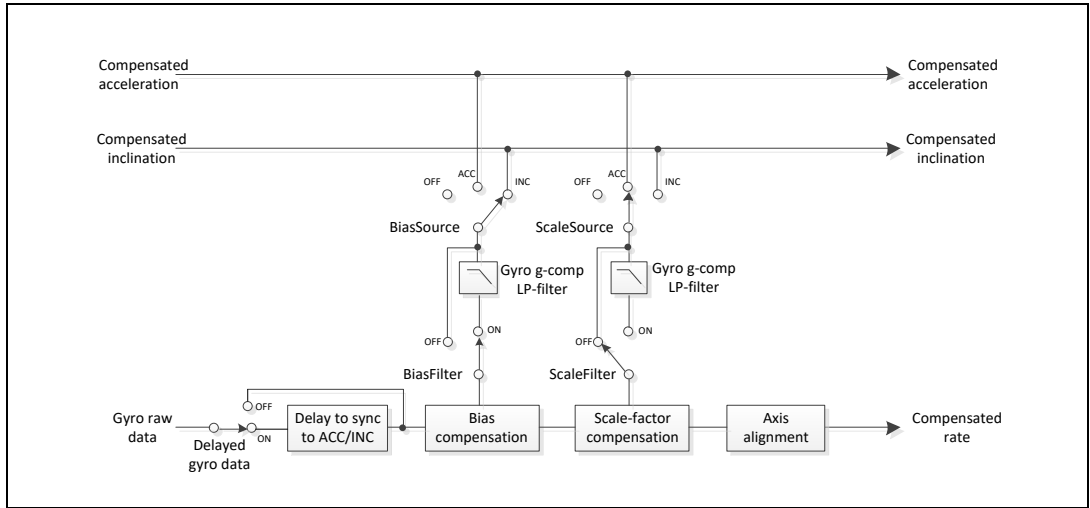 Compensated
acceleration
Compensated
acceleration
Compensated
inclination
Compensated
inclination
OFF
ACC
INC
OFF
ACC
INC
BiasSource
ScaleSource
Gyro g-comp
LP-filter
Gyro g-comp
LP-filter
OFF
ON
OFF
ON
BiasFilter
ScaleFilter
Gyro raw
data
OFF
ON
Delayed
gyro data
Delay to sync
to ACC/INC
Bias
compensation
Scale-factor
compensation
Axis
alignment
Compensated
rate